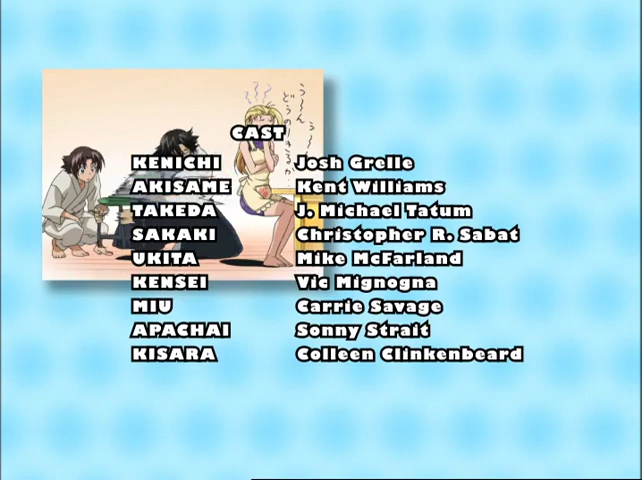 CAST
KENICHI Josh Grelle
AKISAME Kent Williams
TAKEDA J. Michael Tatum
SAKAKI Christopher R. Sabat
UKITA Mike McFarland
KENSEI Vic Mignogna
MIU Carrie Savage
APACHAI Sonny Strait
KISARA Colleen Clinkenbeard